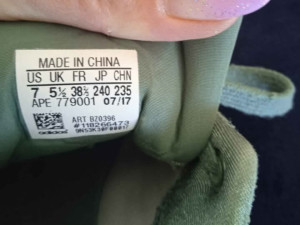 MADE IN CHINA
US UK FR JP CHN
7 5½ 38⅔ 240 235
APE 779001 07/17
ART B20396